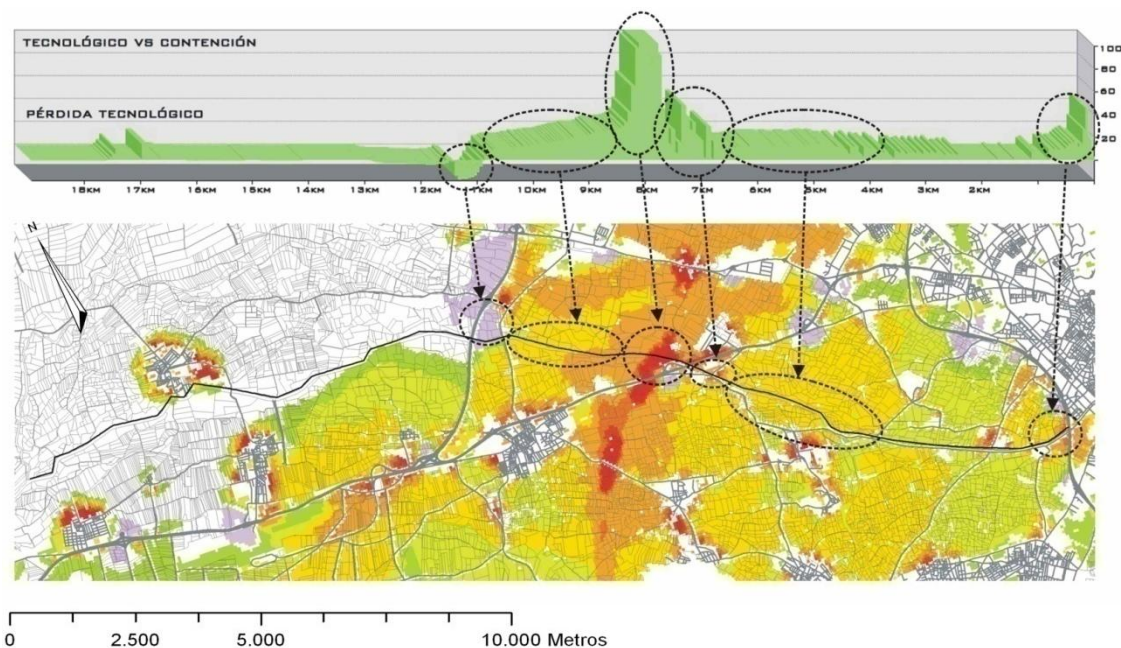 TECNOLÓGICO VS CONTENCIÓN
PÉRDIDA TECNOLÓGICO
100
80
60
40
20
18KM 17KM 16KM 15KM 14KM 13KM 12KM 11KM 10KM 9KM 8KM 7KM 6KM 5KM 4KM 3KM 2KM
N
0 2.500 5.000 10.000 Metros